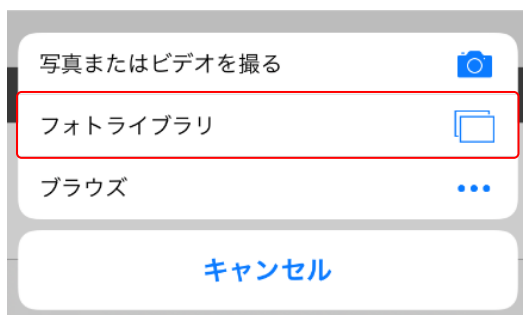 写真またはビデオを撮る
フォトライブラリ
ブラウズ
キャンセル